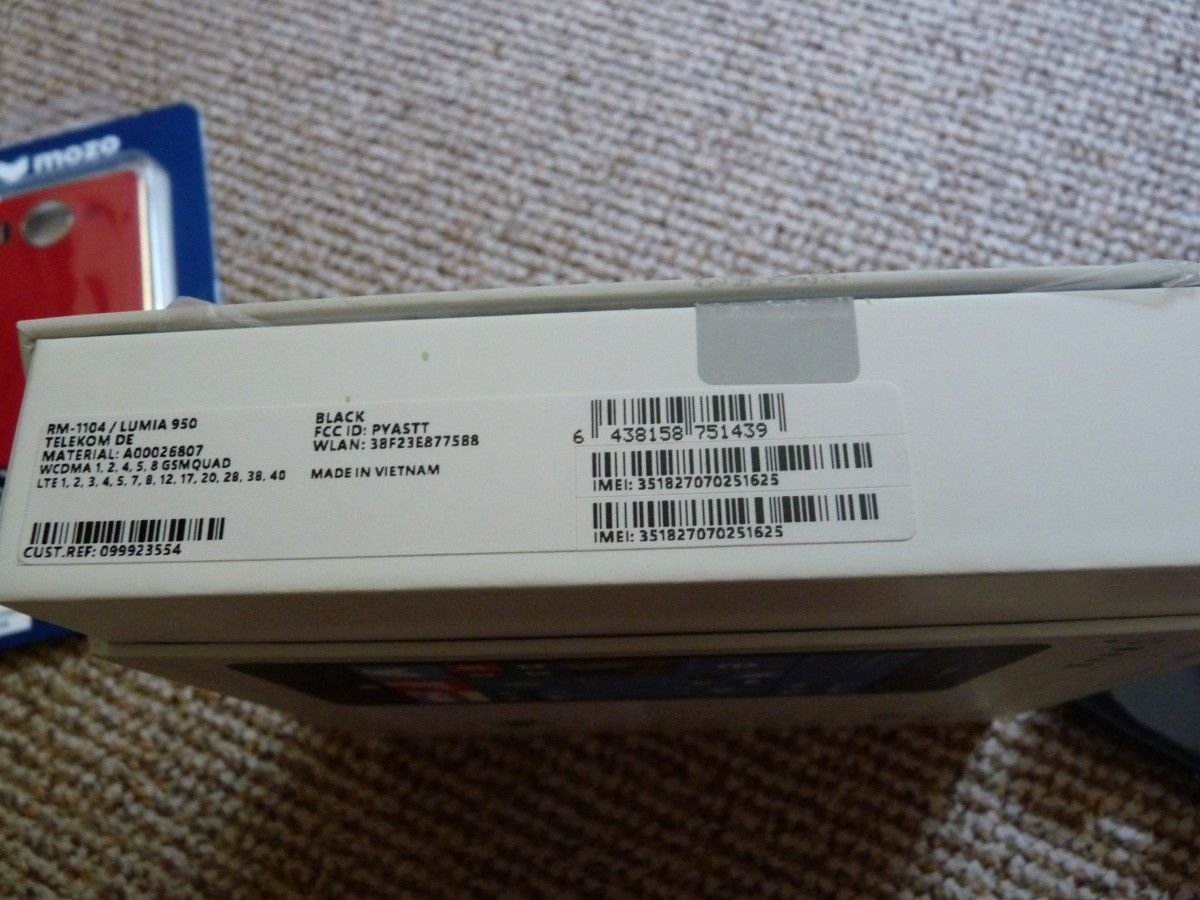 mozo
RM-1104 / LUMIA 950
TELEKOM DE
MATERIAL: A00026807
WCDMA 1, 2, 4, 5, 8 GSMQUAD
LTE 1, 2, 3, 4, 5, 7, 8, 12, 17, 20, 28, 38, 40
CUST.REF: 099923554
BLACK
FCC ID: PYASTT
WLAN: 38F23E8775B8
MADE IN VIETNAM
6 438158 751439
IMEI: 351827070251625
IMEI: 351827070251625